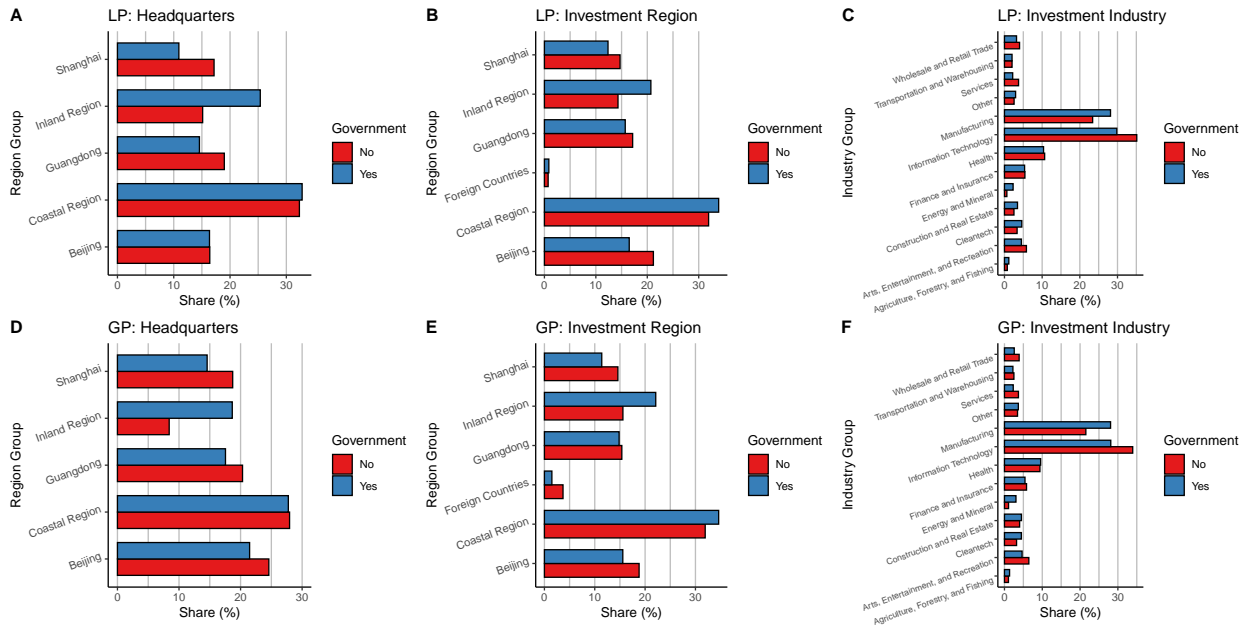 A LP: Headquarters
Region Group
Shanghai
Inland Region
Guangdong
Coastal Region
Beijing
0 10 20 30
Share (%)
Government
No
Yes
B LP: Investment Region
Region Group
Shanghai
Inland Region
Guangdong
Foreign Countries
Coastal Region
Beijing
0 10 20 30
Share (%)
Government
No
Yes
C LP: Investment Industry
Industry Group
Wholesale and Retail Trade
Transportation and Warehousing
Services
Other
Manufacturing
Information Technology
Health
Finance and Insurance
Energy and Mineral
Construction and Real Estate
Cleantech
Arts, Entertainment, and Recreation
Agriculture, Forestry, and Fishing
0 10 20 30
Share (%)
Government
No
Yes
D GP: Headquarters
Region Group
Shanghai
Inland Region
Guangdong
Coastal Region
Beijing
0 10 20 30
Share (%)
Government
No
Yes
E GP: Investment Region
Region Group
Shanghai
Inland Region
Guangdong
Foreign Countries
Coastal Region
Beijing
0 10 20 30
Share (%)
Government
No
Yes
F GP: Investment Industry
Industry Group
Wholesale and Retail Trade
Transportation and Warehousing
Services
Other
Manufacturing
Information Technology
Health
Finance and Insurance
Energy and Mineral
Construction and Real Estate
Cleantech
Arts, Entertainment, and Recreation
Agriculture, Forestry, and Fishing
0 10 20 30
Share (%)
Government
No
Yes